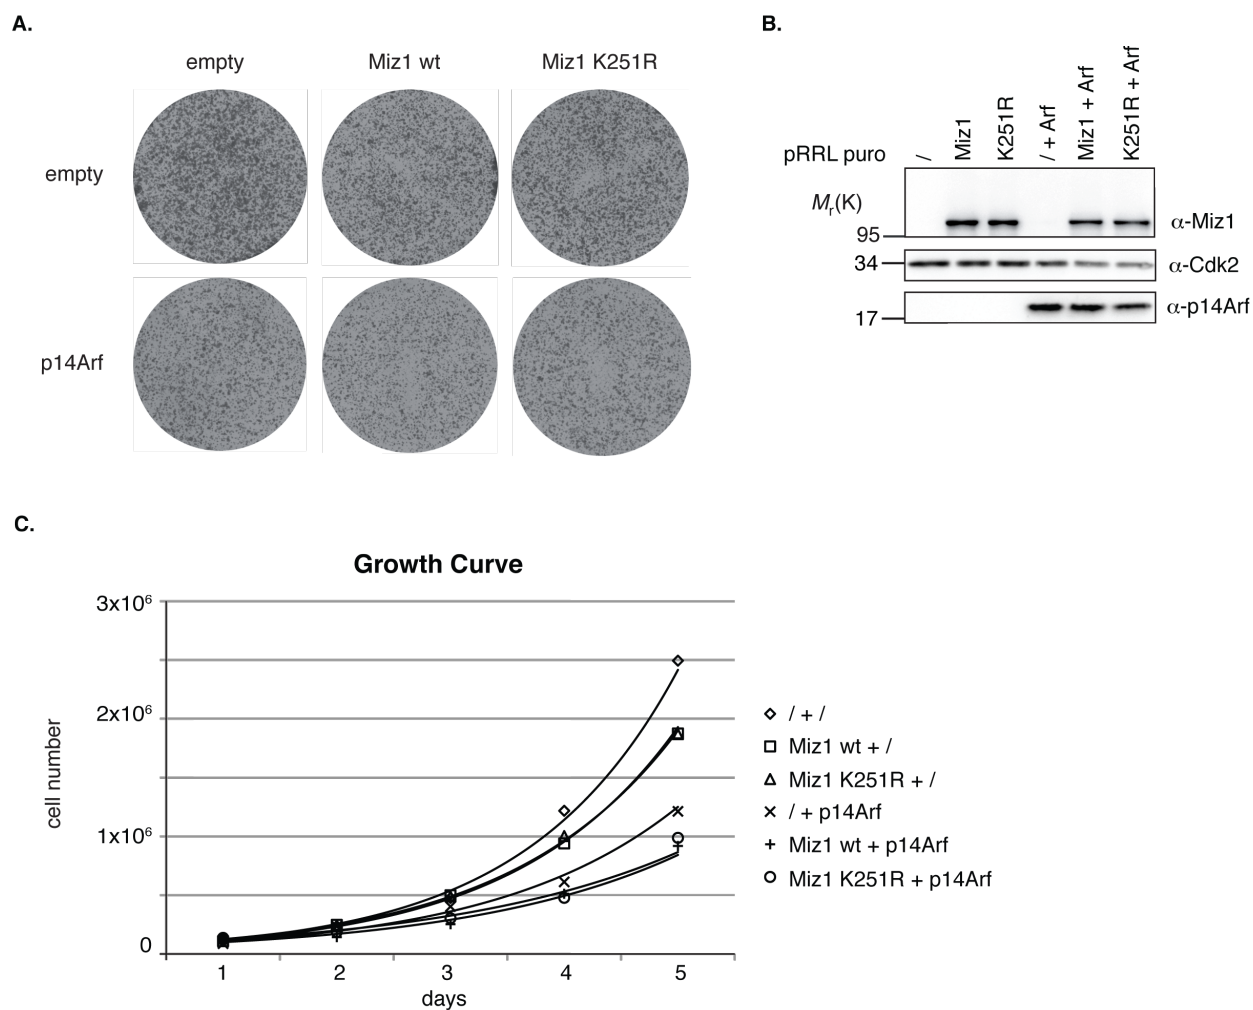 A.
empty
Miz1 wt
Miz1 K251R
empty
p14Arf
B.
pRRL puro
/
Miz1
K251R
/ + Arf
Miz1 + Arf
K251R + Arf
Mr(K)
95
α-Miz1
34
α-Cdk2
17
α-p14Arf
C.
Growth Curve
3x10⁶
2x10⁶
1x10⁶
0
cell number
1
2
3
4
5
days
/ + /
Miz1 wt + /
Miz1 K251R + /
/ + p14Arf
Miz1 wt + p14Arf
Miz1 K251R + p14Arf